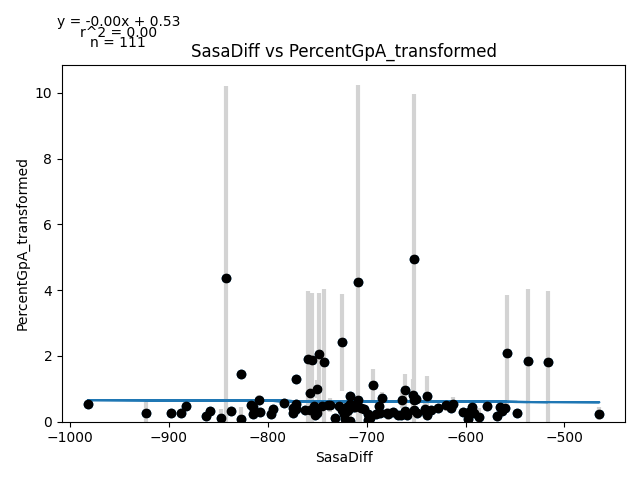 y = -0.00x + 0.53
r^2 = 0.00
n = 111
SasaDiff vs PercentGpA_transformed
PercentGpA_transformed
10
8
6
4
2
0
−1000 −900 −800 −700 −600 −500
SasaDiff